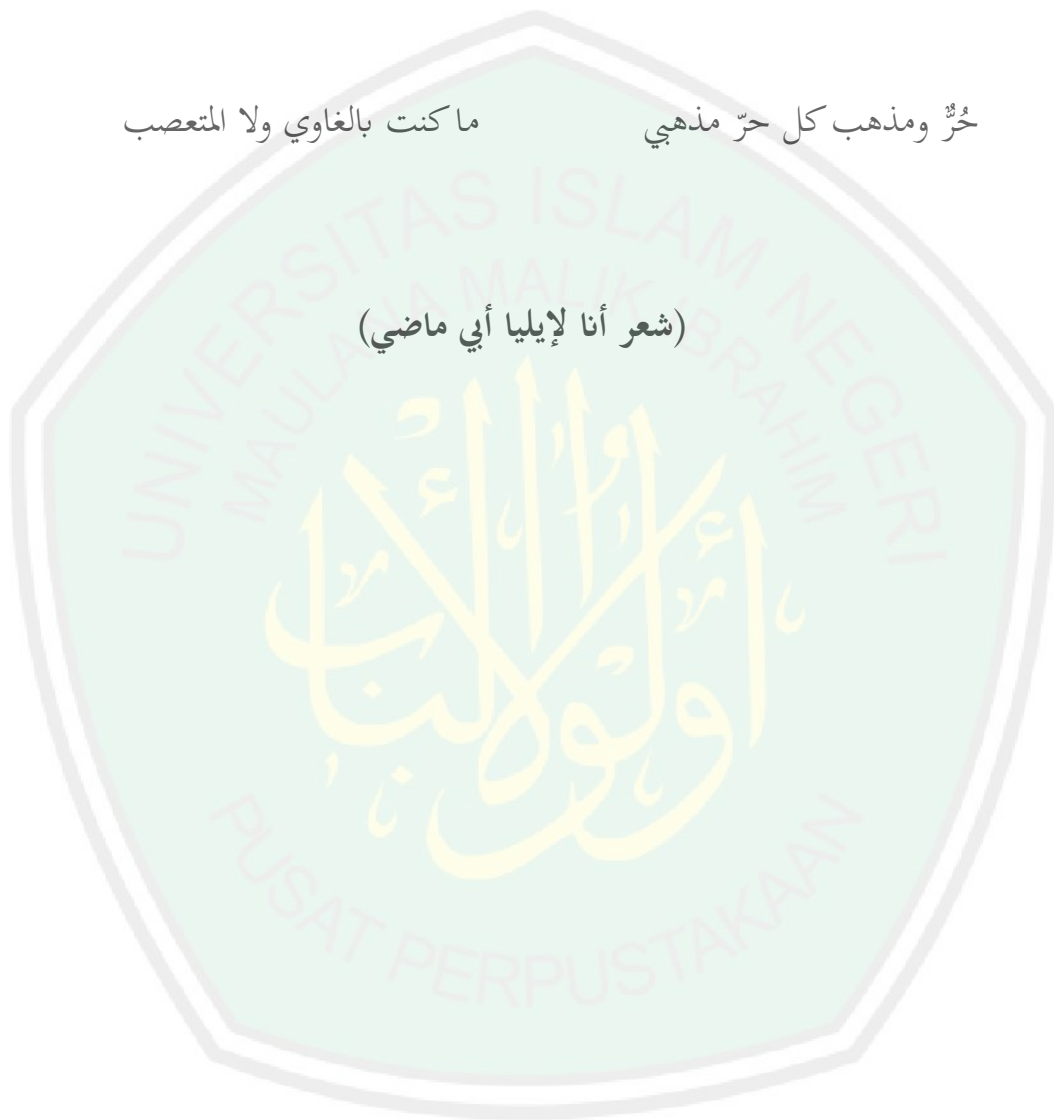 حُرٌّ ومذهب كل حرّ مذهبي ما كنت بالغاوي ولا المتعصب
(شعر أنا لإيليا أبي ماضي)
UNIVERSITAS ISLAM NEGERI
MAULANA MALIK IBRAHIM
أولوا الألباب
PUSAT PERPUSTAKAAN